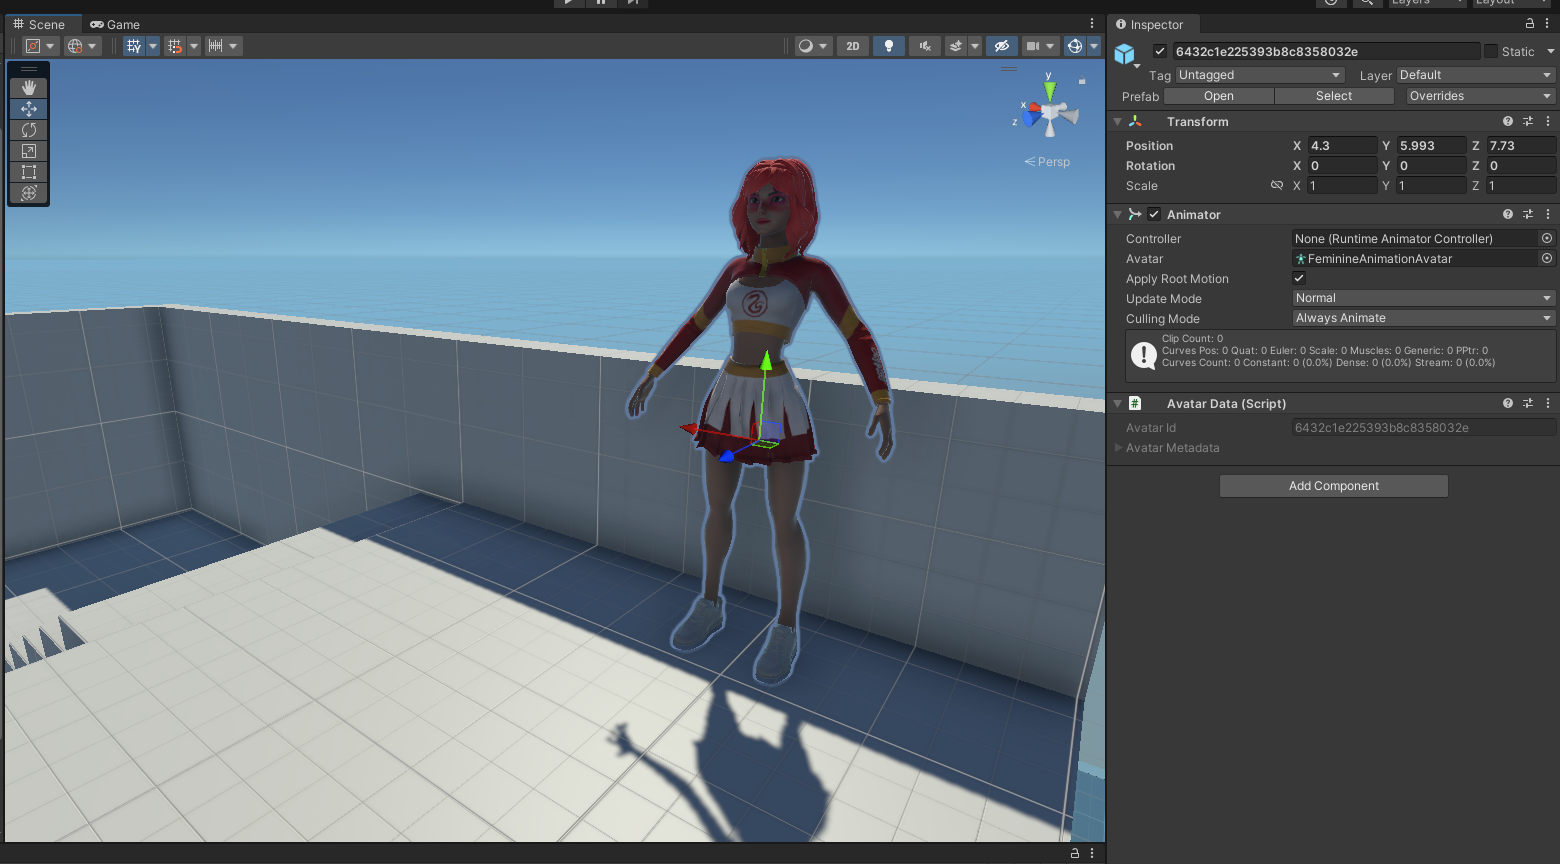 Layers
Layout
Scene
Game
2D
y
x
z
Persp
Inspector
6432c1e225393b8c8358032e
Static
Tag Untagged
Layer Default
Prefab Open Select Overrides
Transform
Position X 4.3 Y 5.993 Z 7.73
Rotation X 0 Y 0 Z 0
Scale X 1 Y 1 Z 1
Animator
Controller None (Runtime Animator Controller)
Avatar FeminineAnimationAvatar
Apply Root Motion
Update Mode Normal
Culling Mode Always Animate
Clip Count: 0
Curves Pos: 0 Quat: 0 Euler: 0 Scale: 0 Muscles: 0 Generic: 0 PPtr: 0
Curves Count: 0 Constant: 0 (0.0%) Dense: 0 (0.0%) Stream: 0 (0.0%)
# Avatar Data (Script)
Avatar Id 6432c1e225393b8c8358032e
Avatar Metadata
Add Component